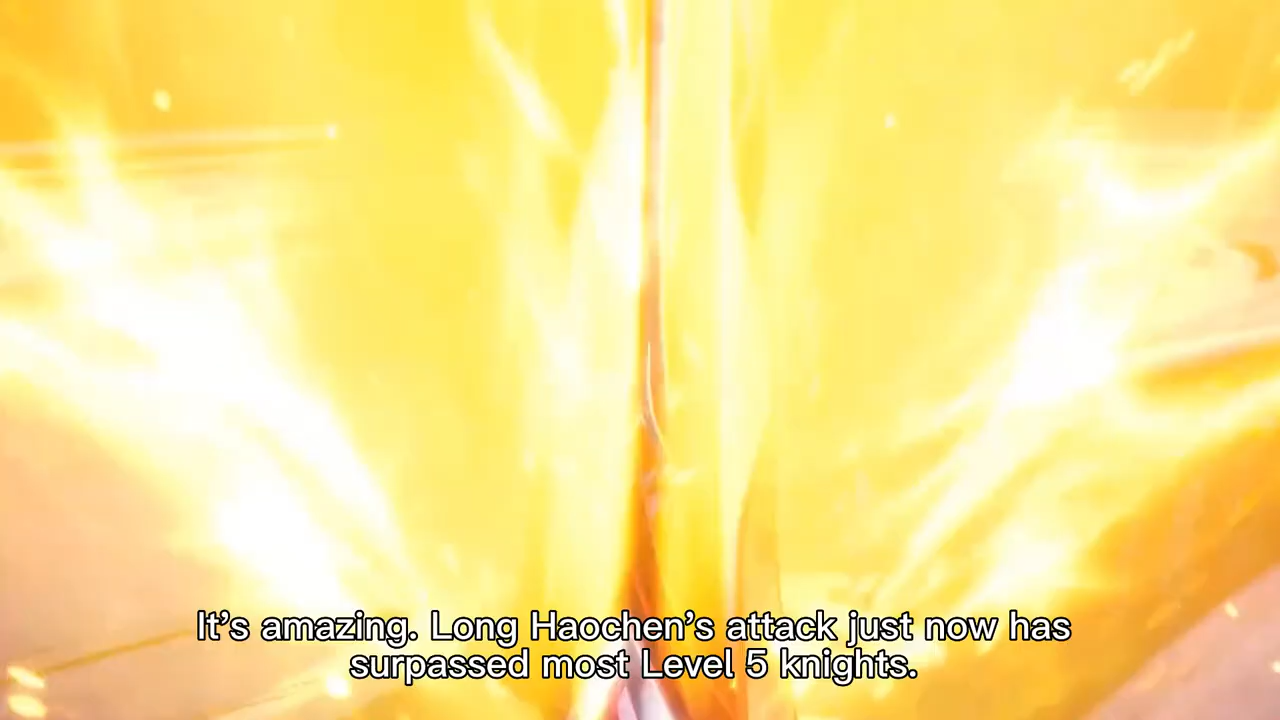 It’s amazing. Long Haochen’s attack just now has
surpassed most Level 5 knights.